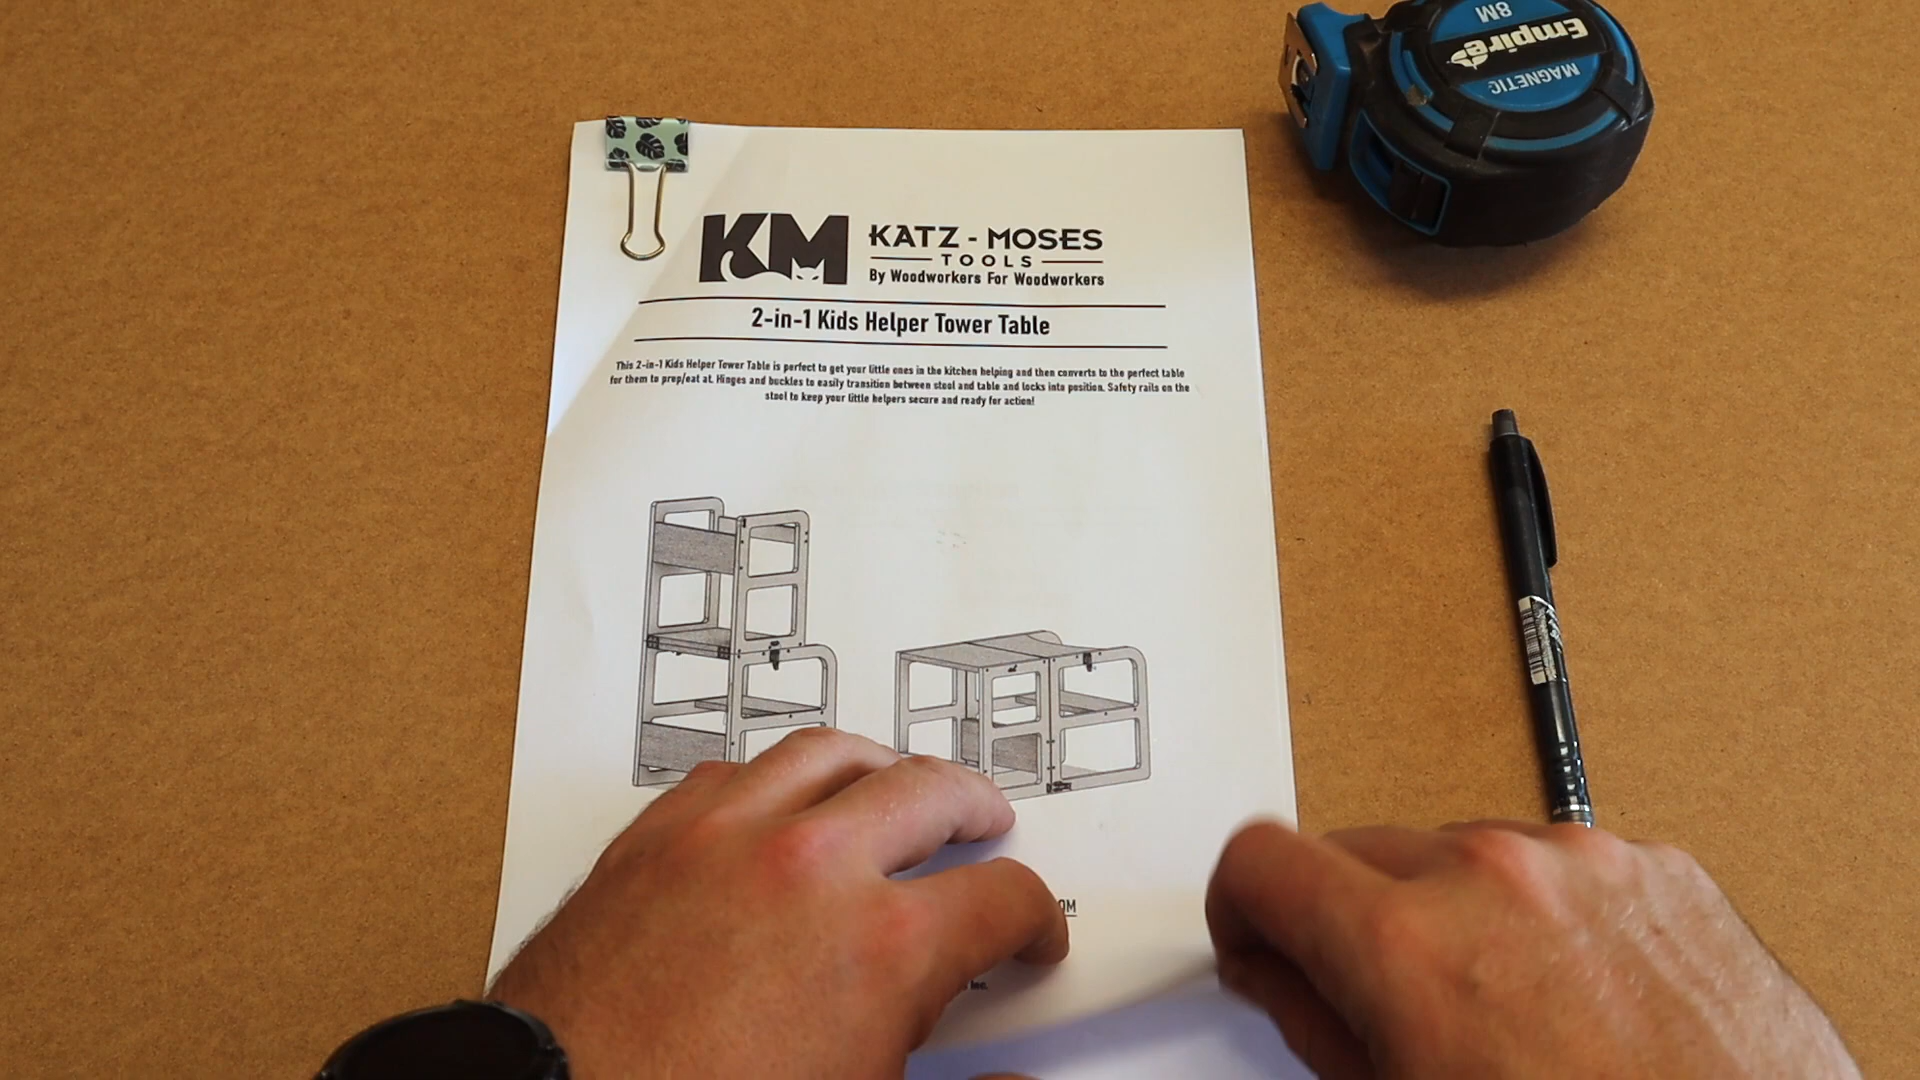 8M
Empire
MAGNETIC
KM
KATZ - MOSES
TOOLS
By Woodworkers For Woodworkers
2-in-1 Kids Helper Tower Table
This 2-in-1 Kids Helper Tower Table is perfect to get your little ones in the kitchen helping and then converts to the perfect table
for them to prep/eat at. Hinges and buckles to easily transition between stool and table and locks into position. Safety rails on the
stool to keep your little helpers secure and ready for action!
OM
Inc.